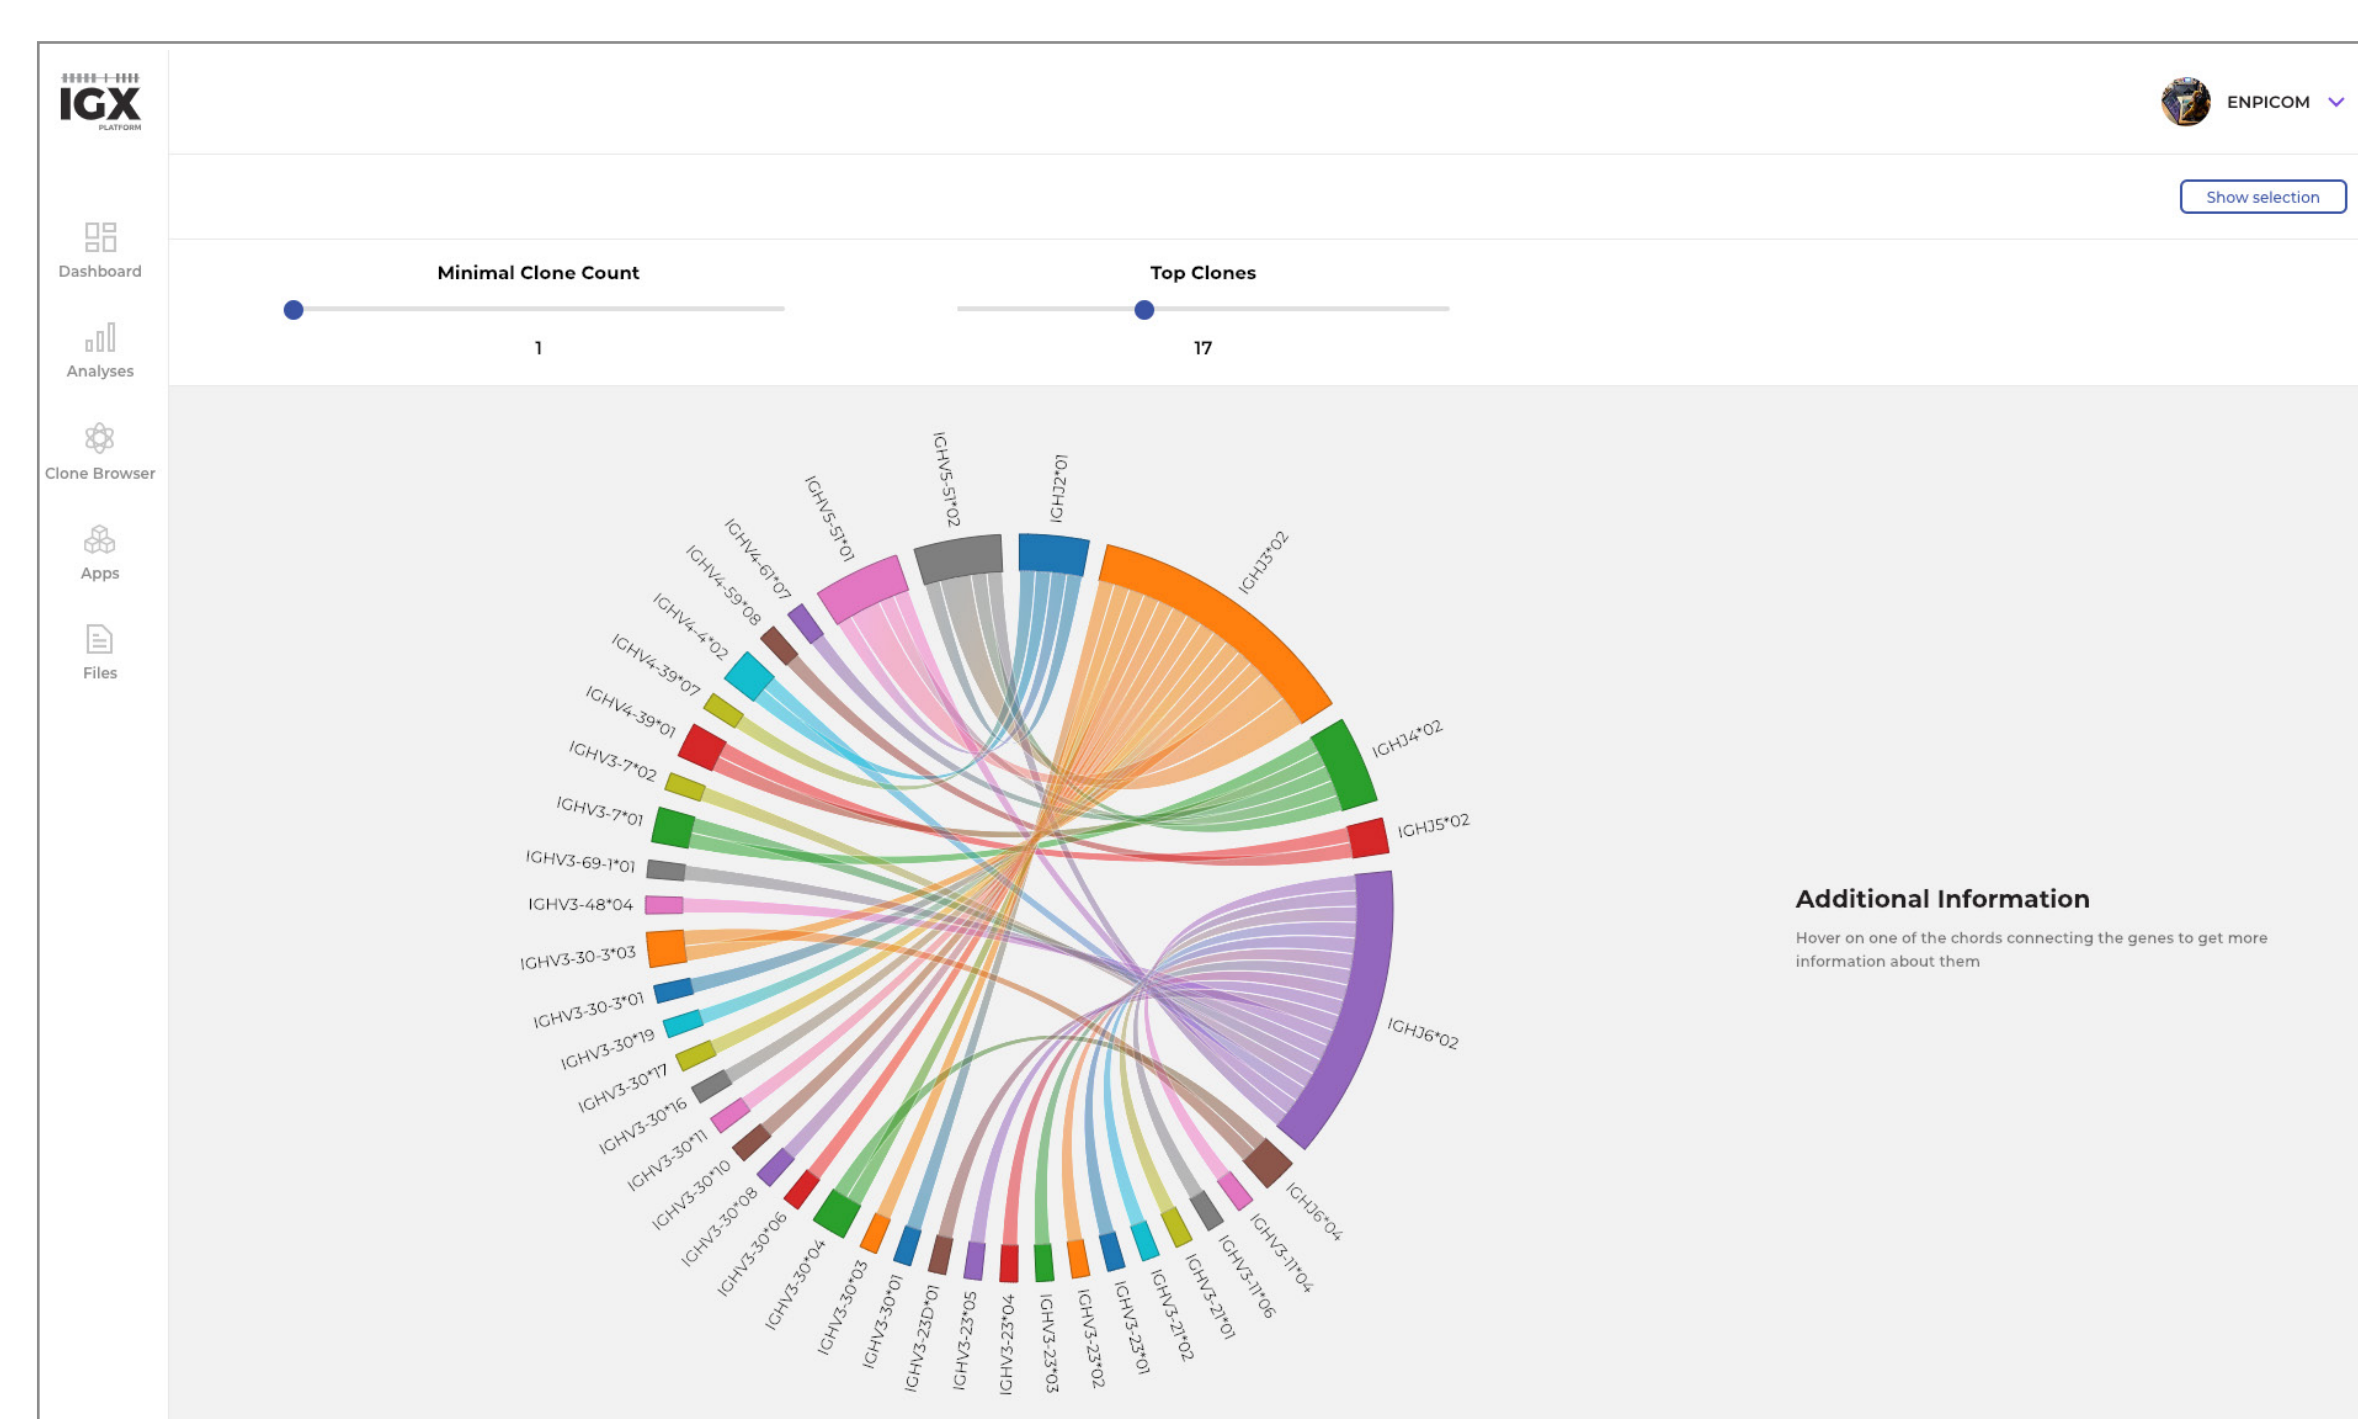 IGX
PLATFORM
ENPICOM
Show selection
Dashboard
Analyses
Clone Browser
Apps
Files
Minimal Clone Count
1
Top Clones
17
IGHJ2*01
IGHJ3*02
IGHJ4*02
IGHJ5*02
IGHJ6*02
IGHJ6*04
IGHV3-11*04
IGHV3-11*06
IGHV3-21*01
IGHV3-21*02
IGHV3-23*01
IGHV3-23*02
IGHV3-23*03
IGHV3-23*04
IGHV3-23*05
IGHV3-23D*01
IGHV3-30*01
IGHV3-30*03
IGHV3-30*04
IGHV3-30*06
IGHV3-30*08
IGHV3-30*10
IGHV3-30*11
IGHV3-30*16
IGHV3-30*17
IGHV3-30*19
IGHV3-30-3*01
IGHV3-30-3*03
IGHV3-48*04
IGHV3-69-1*01
IGHV3-7*01
IGHV3-7*02
IGHV4-39*01
IGHV4-39*07
IGHV4-4*02
IGHV4-59*08
IGHV4-61*07
IGHV5-51*01
IGHV5-51*02
Additional Information
Hover on one of the chords connecting the genes to get more
information about them